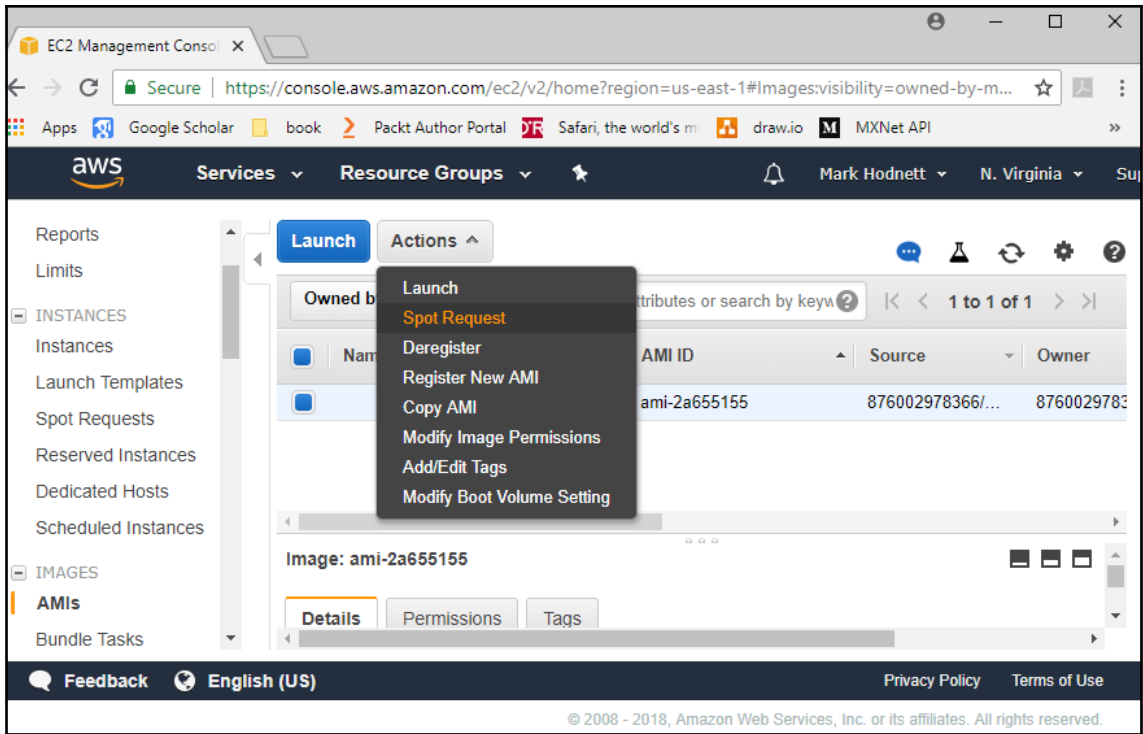 EC2 Management Consol
Secure | https://console.aws.amazon.com/ec2/v2/home?region=us-east-1#Images:visibility=owned-by-m...
Apps Google Scholar book Packt Author Portal Safari, the world's m draw.io M MXNet API »
aws Services Resource Groups Mark Hodnett N. Virginia Sup
Reports
Limits
INSTANCES
Instances
Launch Templates
Spot Requests
Reserved Instances
Dedicated Hosts
Scheduled Instances
IMAGES
AMIs
Bundle Tasks
Launch Actions
Launch
Spot Request
Deregister
Register New AMI
Copy AMI
Modify Image Permissions
Add/Edit Tags
Modify Boot Volume Setting
Owned b ttributes or search by keyw 1 to 1 of 1
Nam AMI ID Source Owner
ami-2a655155 876002978366/... 8760029783
Image: ami-2a655155
Details Permissions Tags
Feedback English (US) Privacy Policy Terms of Use
© 2008 - 2018, Amazon Web Services, Inc. or its affiliates. All rights reserved.